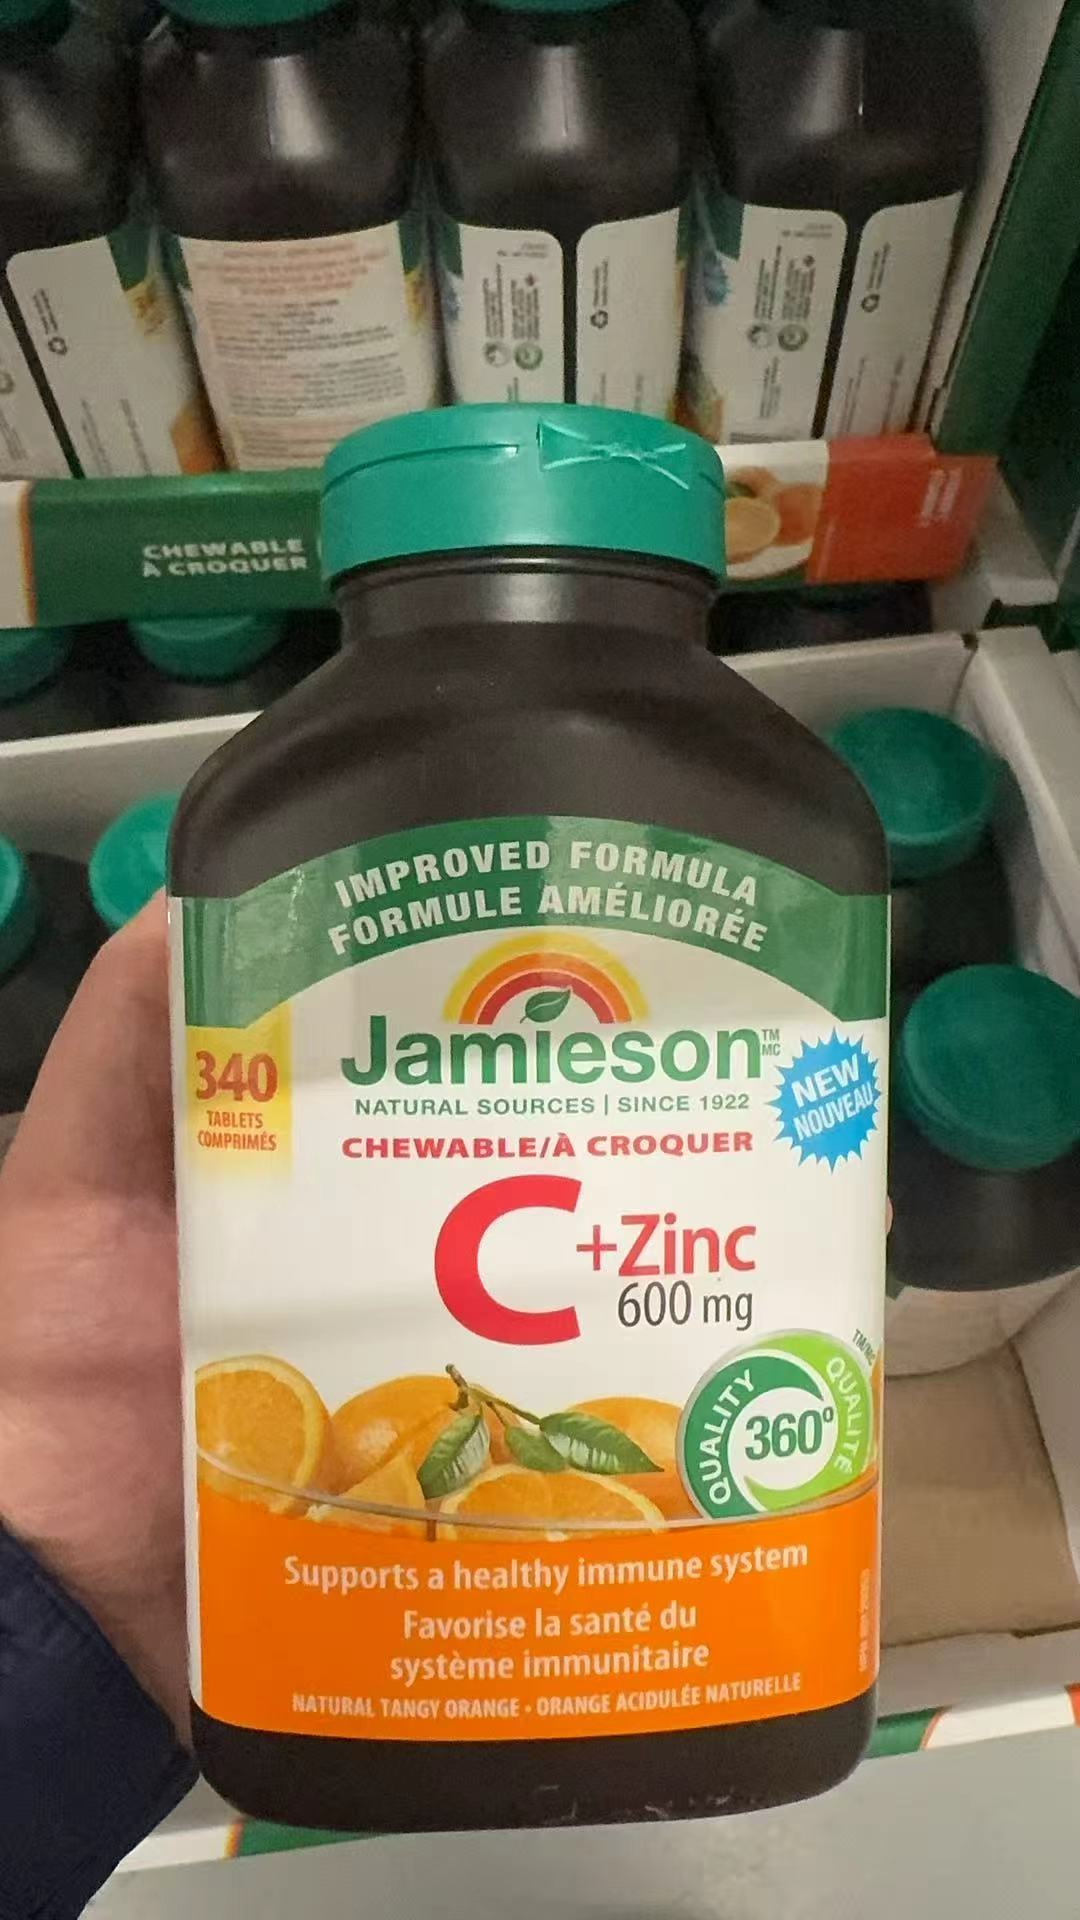 CHEWABLE
À CROQUER
IMPROVED FORMULA
FORMULE AMÉLIORÉE
Jamieson TM
MC
NATURAL SOURCES | SINCE 1922
340
TABLETS
COMPRIMÉS
NEW
NOUVEAU
CHEWABLE/À CROQUER
C +Zinc
600 mg
QUALITY 360° QUALITÉ
Supports a healthy immune system
Favorise la santé du
système immunitaire
NATURAL TANGY ORANGE • ORANGE ACIDULÉE NATURELLE